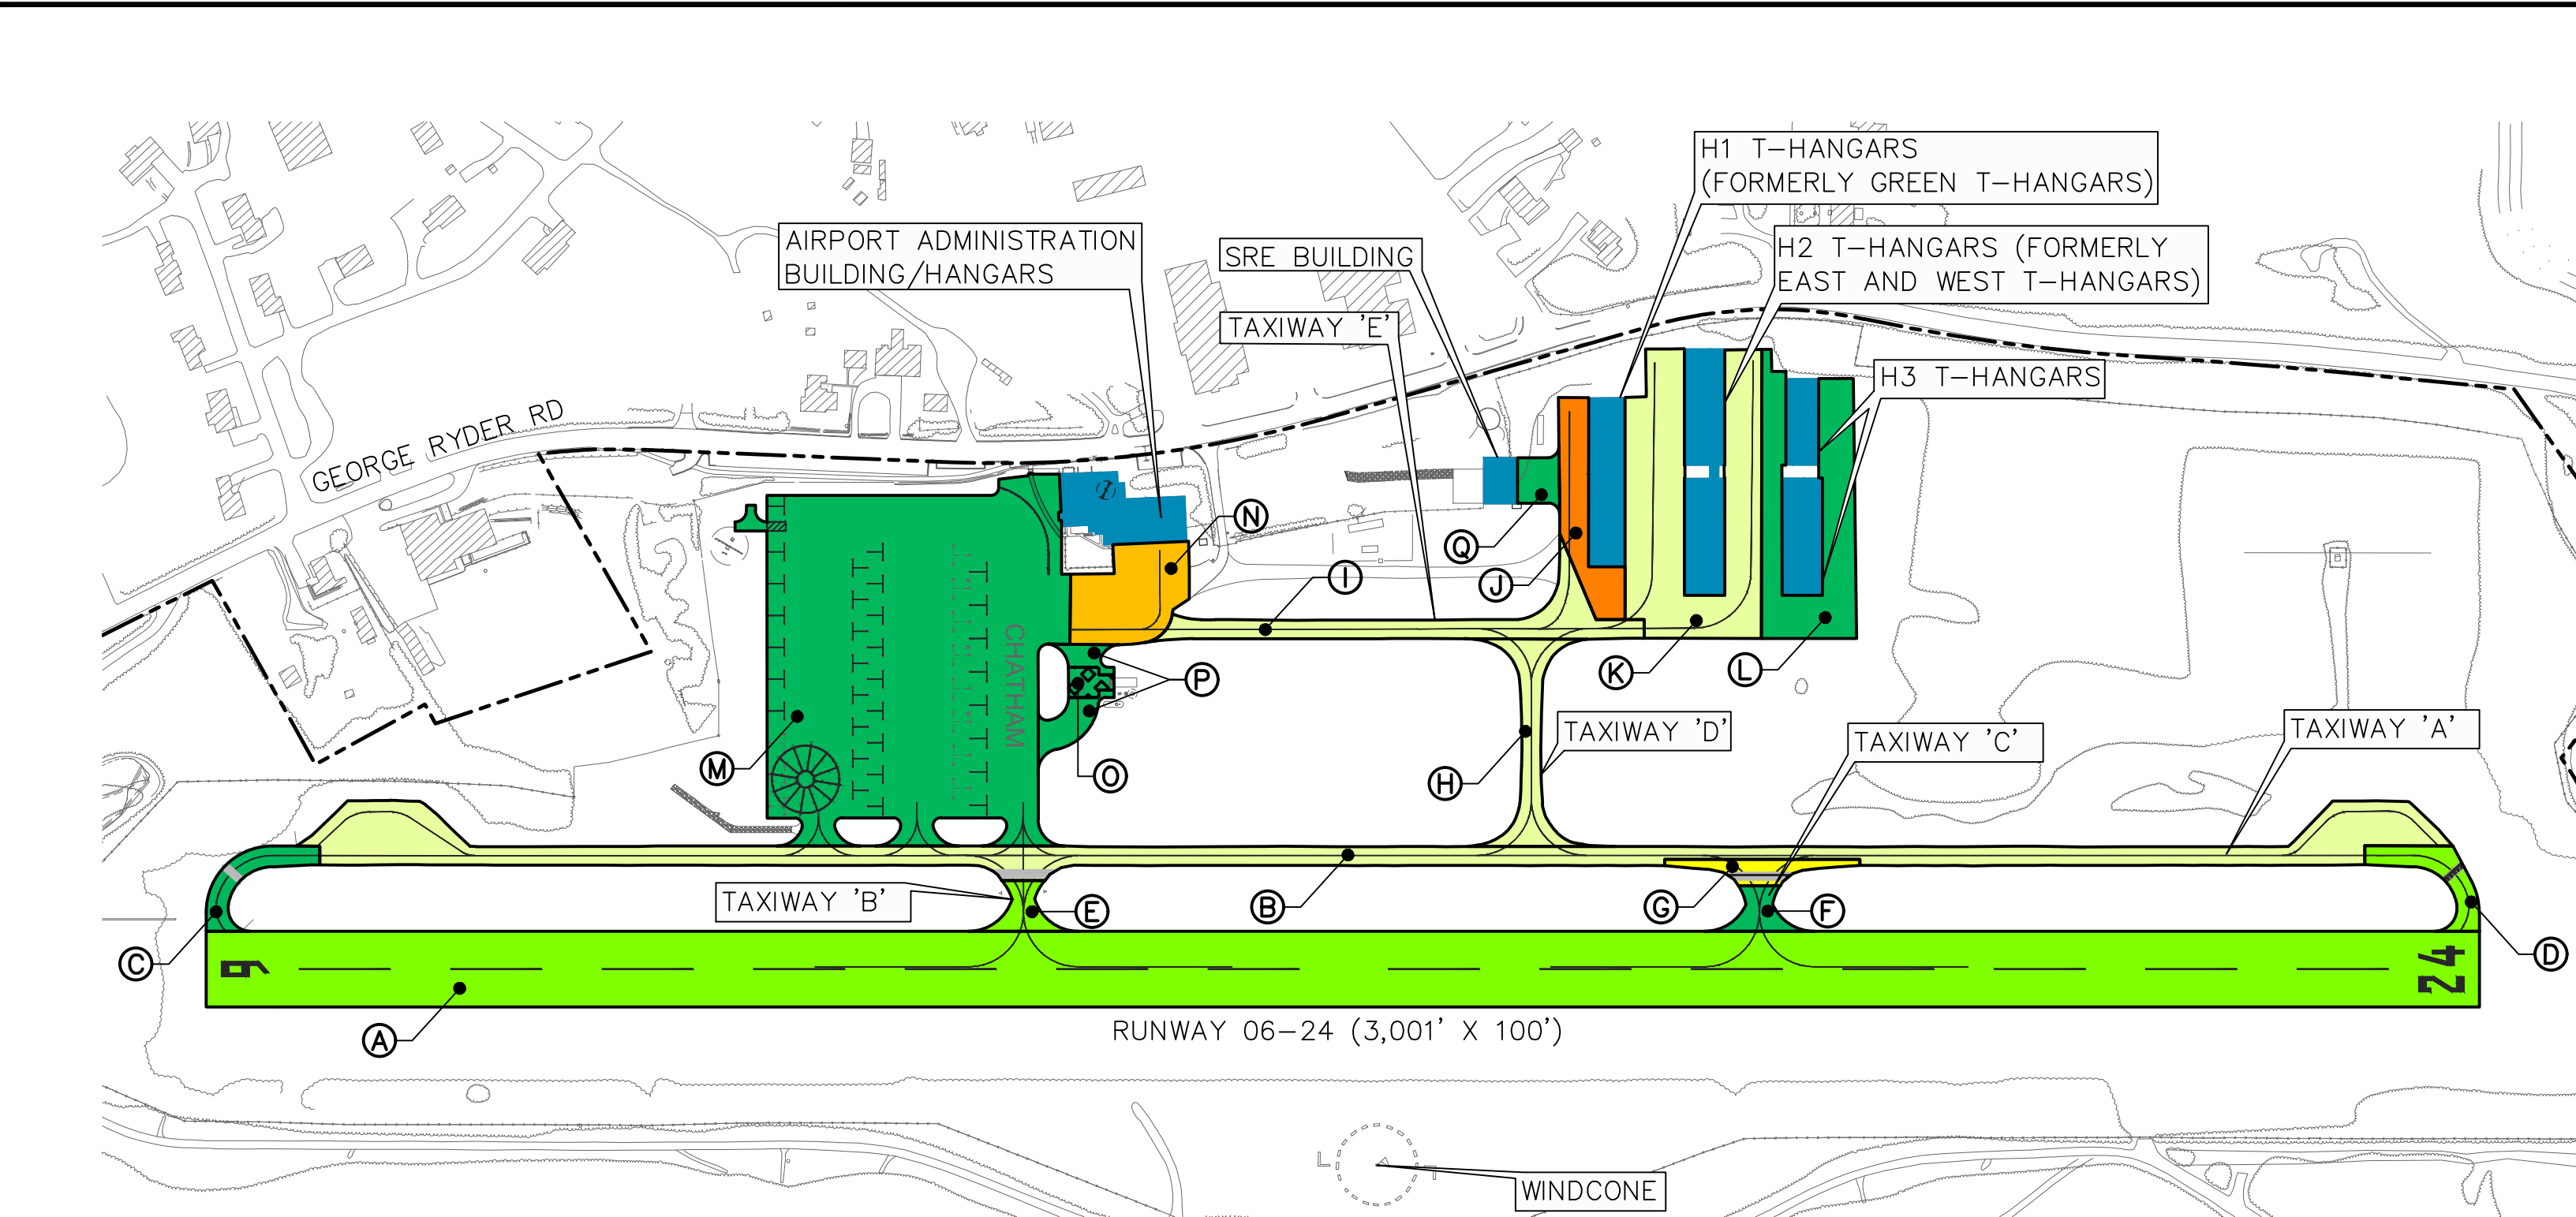 H1 T-HANGARS
(FORMERLY GREEN T-HANGARS)
AIRPORT ADMINISTRATION
BUILDING/HANGARS
SRE BUILDING
H2 T-HANGARS (FORMERLY
EAST AND WEST T-HANGARS)
TAXIWAY 'E'
H3 T-HANGARS
GEORGE RYDER RD
N
Q
I
J
CHATHAM
P
K
L
TAXIWAY 'D'
TAXIWAY 'C'
TAXIWAY 'A'
M
O
H
TAXIWAY 'B'
E
B
G
F
C
D
6
24
A
RUNWAY 06-24 (3,001' X 100')
L
WINDCONE